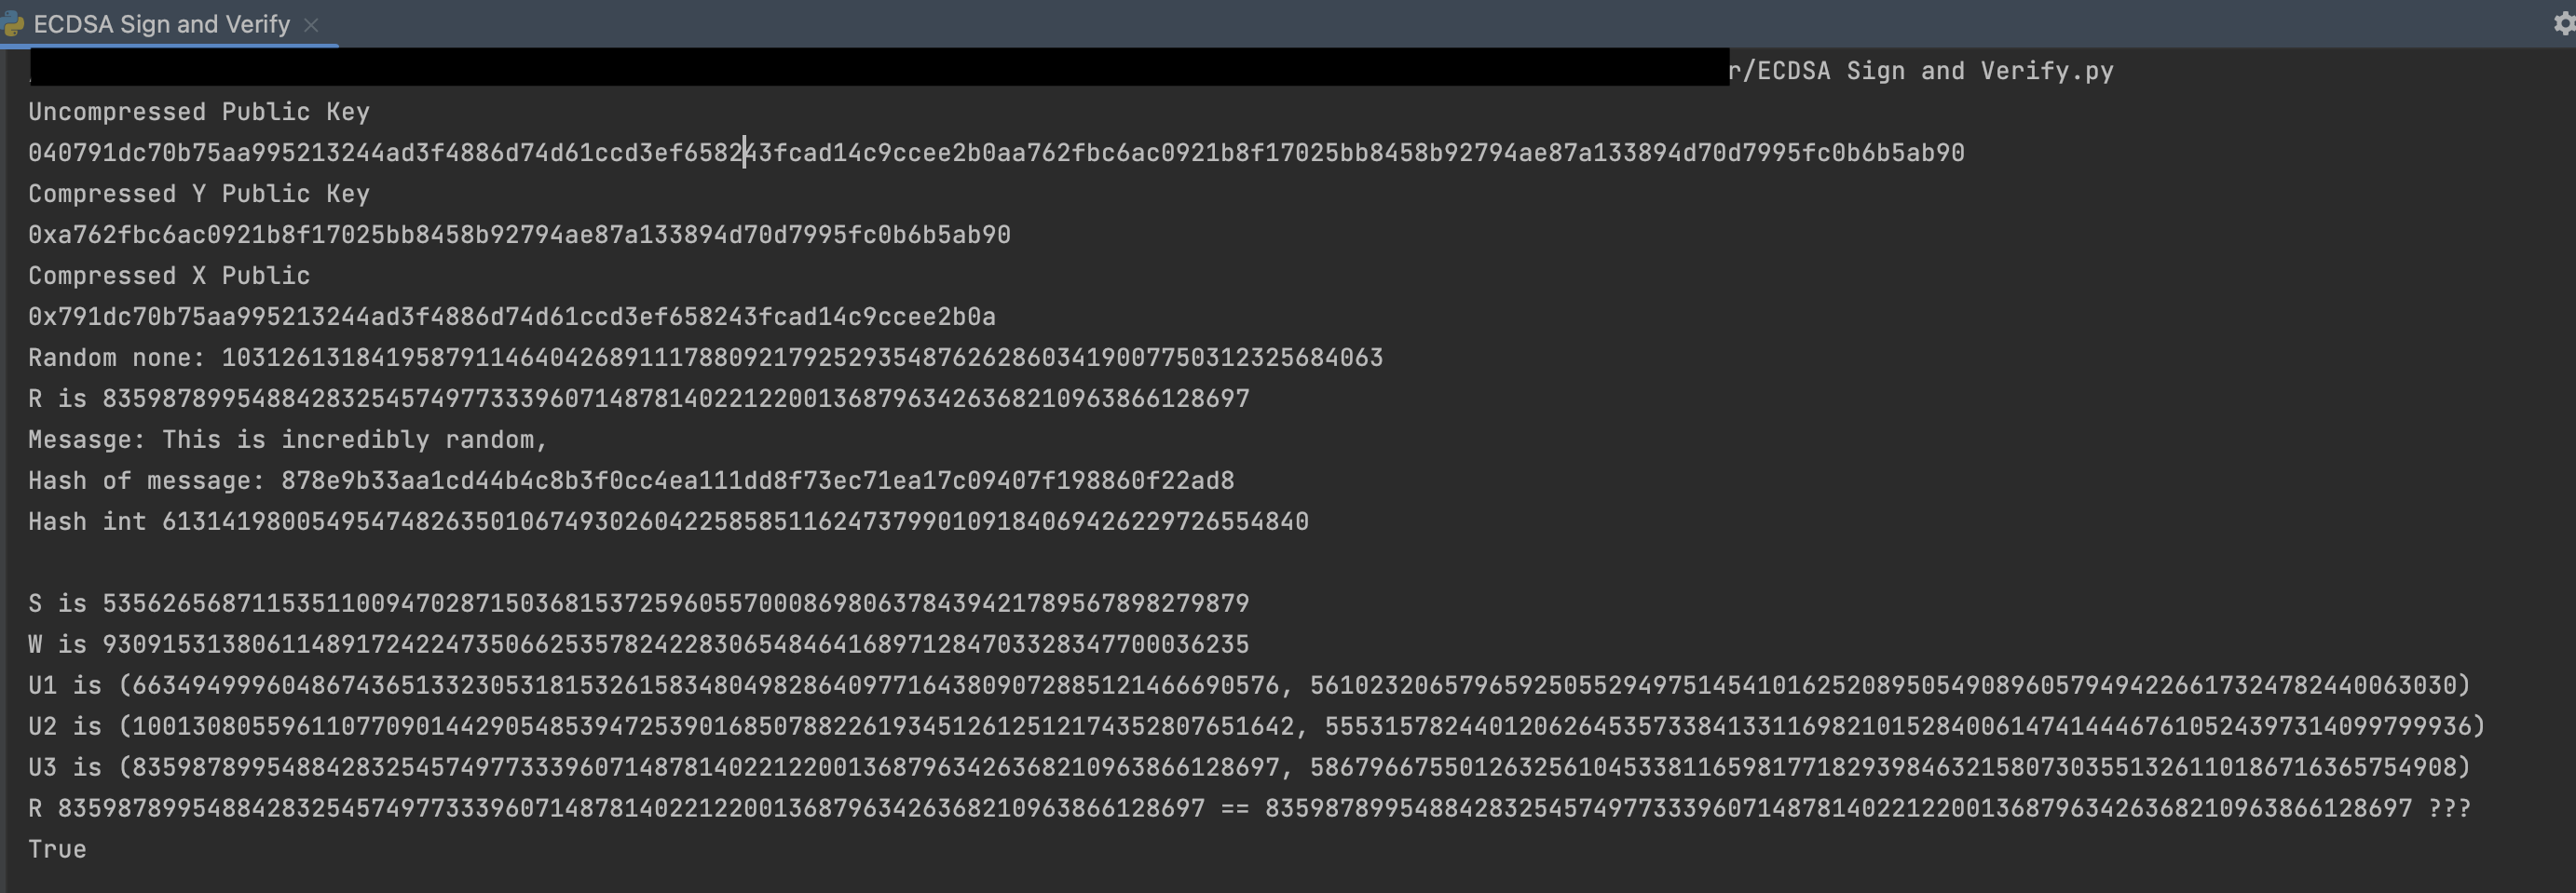 ECDSA Sign and Verify
r/ECDSA Sign and Verify.py
Uncompressed Public Key
040791dc70b75aa995213244ad3f4886d74d61ccd3ef658243fcad14c9ccee2b0aa762fbc6ac0921b8f17025bb8458b92794ae87a133894d70d7995fc0b6b5ab90
Compressed Y Public Key
0xa762fbc6ac0921b8f17025bb8458b92794ae87a133894d70d7995fc0b6b5ab90
Compressed X Public
0x791dc70b75aa995213244ad3f4886d74d61ccd3ef658243fcad14c9ccee2b0a
Random none: 103126131841958791146404268911178809217925293548762628603419007750312325684063
R is 83598789954884283254574977333960714878140221220013687963426368210963866128697
Mesasge: This is incredibly random,
Hash of message: 878e9b33aa1cd44b4c8b3f0cc4ea111dd8f73ec71ea17c09407f198860f22ad8
Hash int 61314198005495474826350106749302604225858511624737990109184069426229726554840
S is 53562656871153511009470287150368153725960557000869806378439421789567898279879
W is 93091531380611489172422473506625357824228306548464168971284703328347700036235
U1 is (66349499960486743651332305318153261583480498286409771643809072885121466690576, 56102320657965925055294975145410162520895054908960579494226617324782440063030)
U2 is (100130805596110770901442905485394725390168507882261934512612512174352807651642, 55531578244012062645357338413311698210152840061474144467610524397314099799936)
U3 is (83598789954884283254574977333960714878140221220013687963426368210963866128697, 58679667550126325610453381165981771829398463215807303551326110186716365754908)
R 83598789954884283254574977333960714878140221220013687963426368210963866128697 == 83598789954884283254574977333960714878140221220013687963426368210963866128697 ???
True